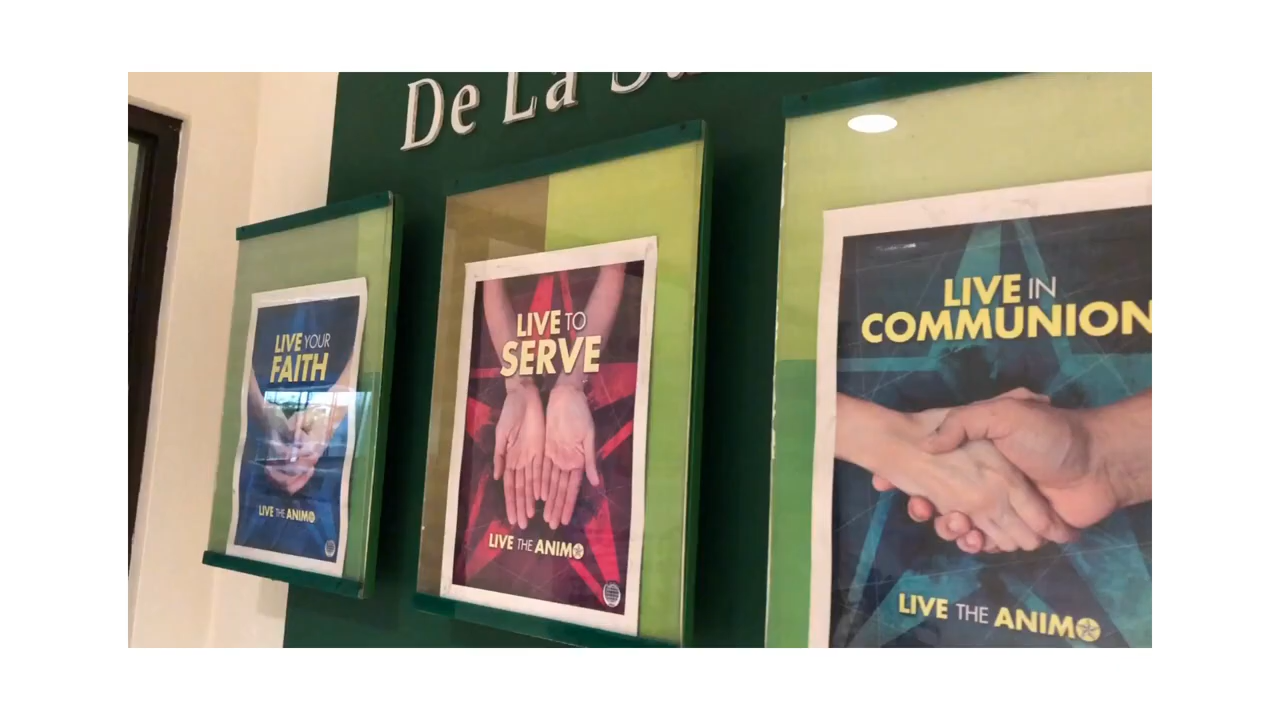 De La
LIVE YOUR
FAITH
LIVE THE ANIMO
LIVE TO
SERVE
LIVE THE ANIMO
LIVE IN
COMMUNION
LIVE THE ANIMO